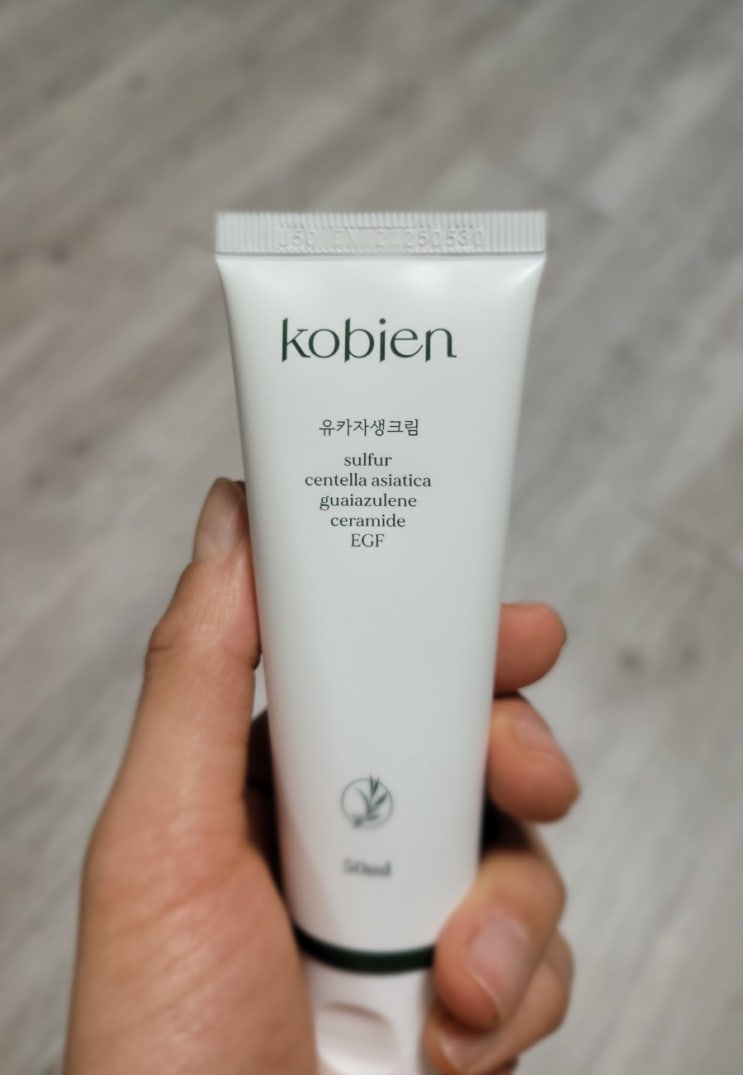 kobien
유카자생크림
sulfur
centella asiatica
guaiazulene
ceramide
EGF
50ml